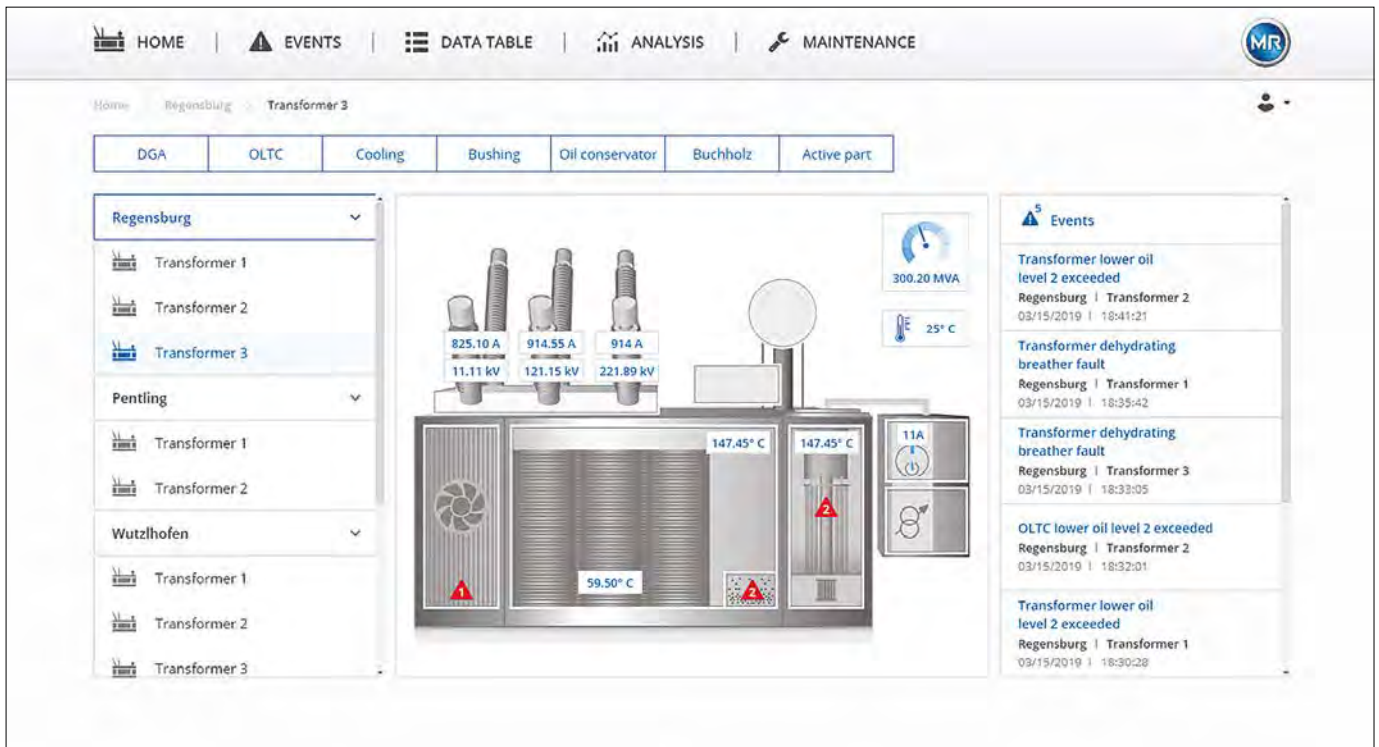 HOME | EVENTS | DATA TABLE | ANALYSIS | MAINTENANCE
MR
Home > Regensburg > Transformer 3
DGA OLTC Cooling Bushing Oil conservator Buchholz Active part
Regensburg
Transformer 1
Transformer 2
Transformer 3
Pentling
Transformer 1
Transformer 2
Wutzlhofen
Transformer 1
Transformer 2
Transformer 3
300.20 MVA
25° C
825.10 A 914.55 A 914 A
11.11 kV 121.15 kV 221.89 kV
147.45° C 147.45° C 11A
2
59.50° C
1 2
5
Events
Transformer lower oil
level 2 exceeded
Regensburg | Transformer 2
03/15/2019 | 18:41:21
Transformer dehydrating
breather fault
Regensburg | Transformer 1
03/15/2019 | 18:35:42
Transformer dehydrating
breather fault
Regensburg | Transformer 3
03/15/2019 | 18:33:05
OLTC lower oil level 2 exceeded
Regensburg | Transformer 2
03/15/2019 | 18:32:01
Transformer lower oil
level 2 exceeded
Regensburg | Transformer 1
03/15/2019 | 18:30:28